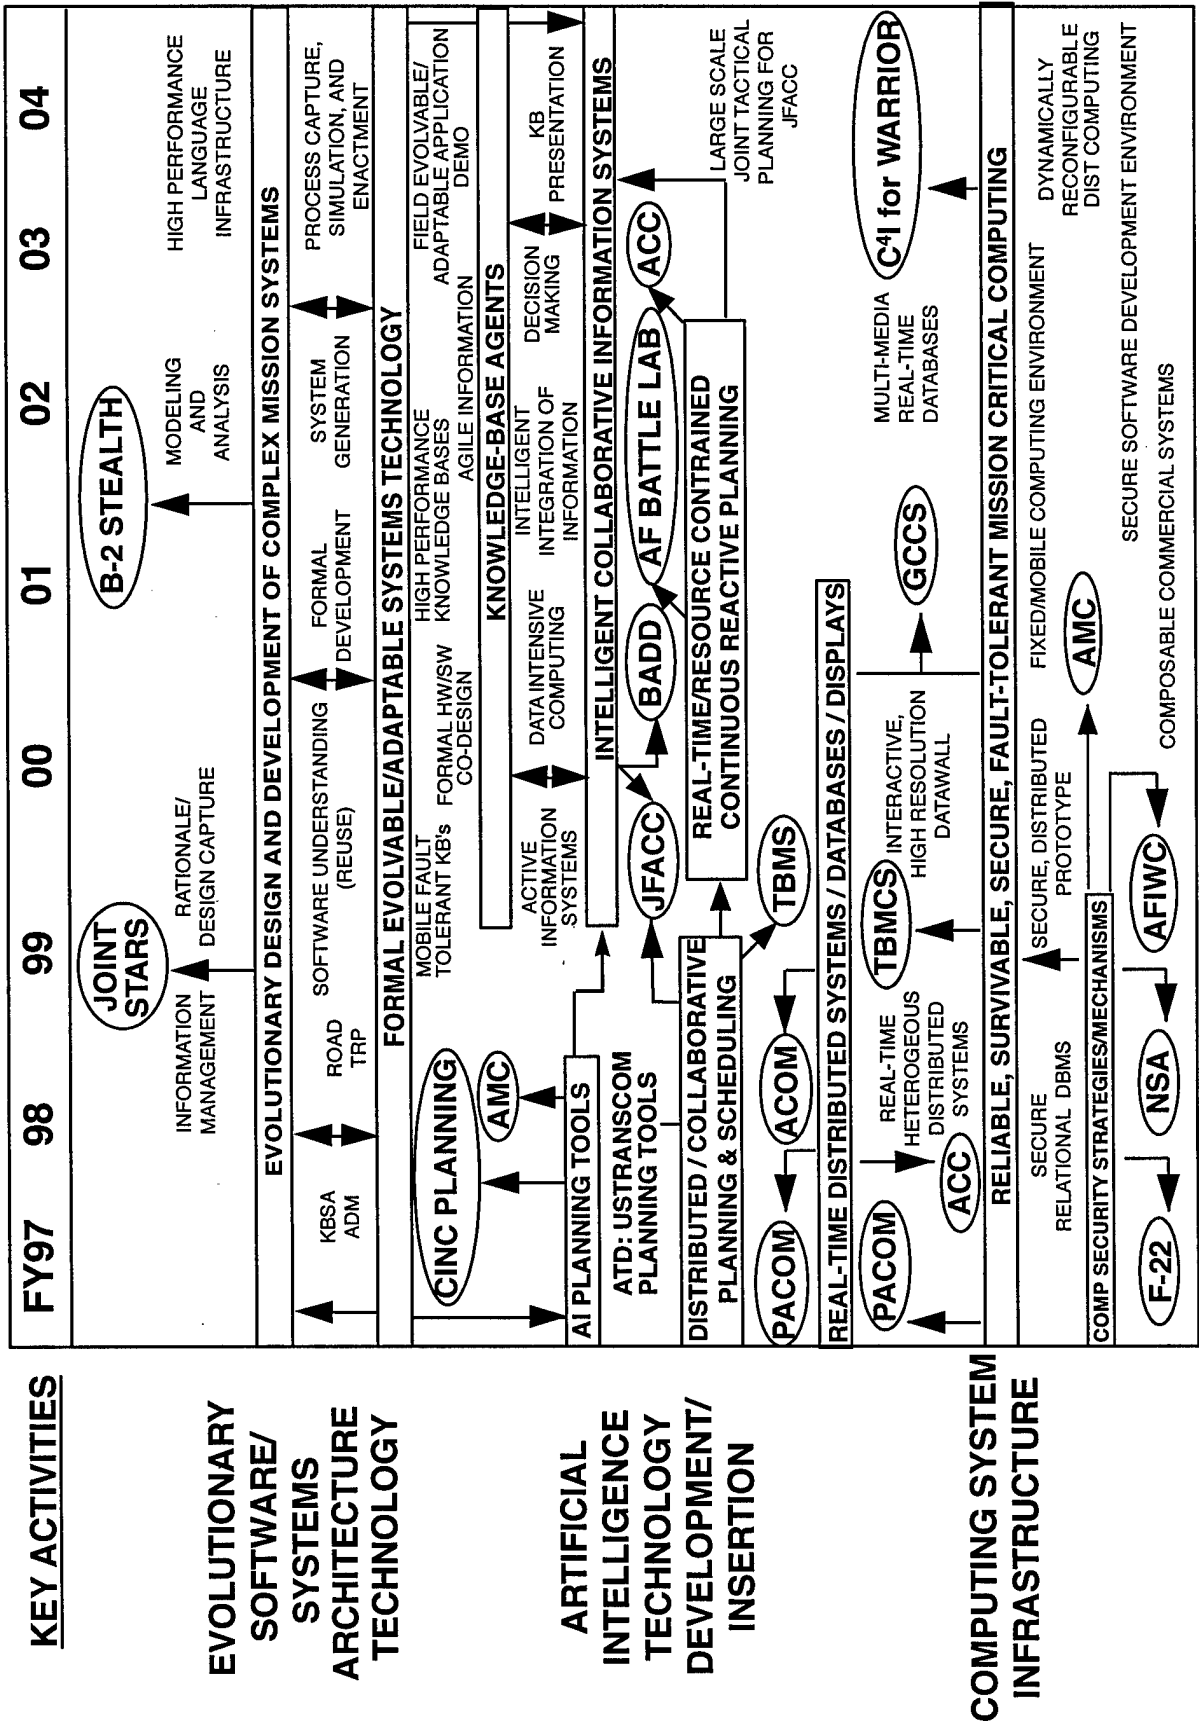 KEY ACTIVITIES
FY97 98 99 00 01 02 03 04
EVOLUTIONARY
SOFTWARE/
SYSTEMS
ARCHITECTURE
TECHNOLOGY
JOINT
STARS
B-2 STEALTH
INFORMATION
MANAGEMENT
RATIONALE/
DESIGN CAPTURE
MODELING
AND
ANALYSIS
HIGH PERFORMANCE
LANGUAGE
INFRASTRUCTURE
EVOLUTIONARY DESIGN AND DEVELOPMENT OF COMPLEX MISSION SYSTEMS
KBSA
ADM
ROAD
TRP
SOFTWARE UNDERSTANDING
(REUSE)
FORMAL
DEVELOPMENT
SYSTEM
GENERATION
PROCESS CAPTURE,
SIMULATION, AND
ENACTMENT
FORMAL EVOLVABLE/ADAPTABLE SYSTEMS TECHNOLOGY
ARTIFICIAL
INTELLIGENCE
TECHNOLOGY
DEVELOPMENT/
INSERTION
CINC PLANNING
AMC
MOBILE FAULT
TOLERANT KB's
FORMAL HW/SW
CO-DESIGN
HIGH PERFORMANCE
KNOWLEDGE BASES
AGILE INFORMATION
FIELD EVOLVABLE/
ADAPTABLE APPLICATION
DEMO
KNOWLEDGE-BASE AGENTS
ACTIVE
INFORMATION
SYSTEMS
DATA INTENSIVE
COMPUTING
INTELLIGENT
INTEGRATION OF
INFORMATION
DECISION
MAKING
KB
PRESENTATION
AI PLANNING TOOLS
INTELLIGENT COLLABORATIVE INFORMATION SYSTEMS
ATD: USTRANSCOM
PLANNING TOOLS
JFACC
BADD
AF BATTLE LAB
ACC
LARGE SCALE
JOINT TACTICAL
PLANNING FOR
JFACC
DISTRIBUTED / COLLABORATIVE
PLANNING & SCHEDULING
REAL-TIME/RESOURCE CONTRAINED
CONTINUOUS REACTIVE PLANNING
PACOM
ACOM
TBMS
COMPUTING SYSTEM
INFRASTRUCTURE
REAL-TIME DISTRIBUTED SYSTEMS / DATABASES / DISPLAYS
PACOM
ACC
REAL-TIME
HETEROGEOUS
DISTRIBUTED
SYSTEMS
TBMCS
INTERACTIVE,
HIGH RESOLUTION
DATAWALL
GCCS
MULTI-MEDIA
REAL-TIME
DATABASES
C4I for WARRIOR
RELIABLE, SURVIVABLE, SECURE, FAULT-TOLERANT MISSION CRITICAL COMPUTING
SECURE
RELATIONAL DBMS
SECURE, DISTRIBUTED
PROTOTYPE
FIXED/MOBILE COMPUTING ENVIRONMENT
DYNAMICALLY
RECONFIGURABLE
DIST COMPUTING
COMP SECURITY STRATEGIES/MECHANISMS
AMC
SECURE SOFTWARE DEVELOPMENT ENVIRONMENT
COMPOSABLE COMMERCIAL SYSTEMS
F-22
NSA
AFIWC